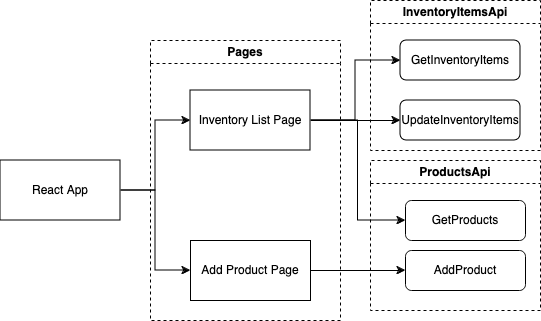 InventoryItemsApi
Pages
GetInventoryItems
Inventory List Page
UpdateInventoryItems
ProductsApi
React App
GetProducts
Add Product Page
AddProduct